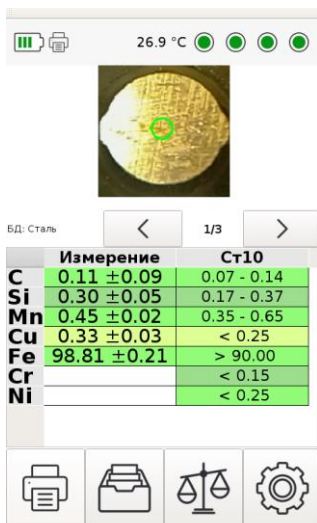 26.9 °C
БД: Сталь
1/3
Измерение Ст10
C 0.11 ±0.09 0.07 - 0.14
Si 0.30 ±0.05 0.17 - 0.37
Mn 0.45 ±0.02 0.35 - 0.65
Cu 0.33 ±0.03 < 0.25
Fe 98.81 ±0.21 > 90.00
Cr < 0.15
Ni < 0.25